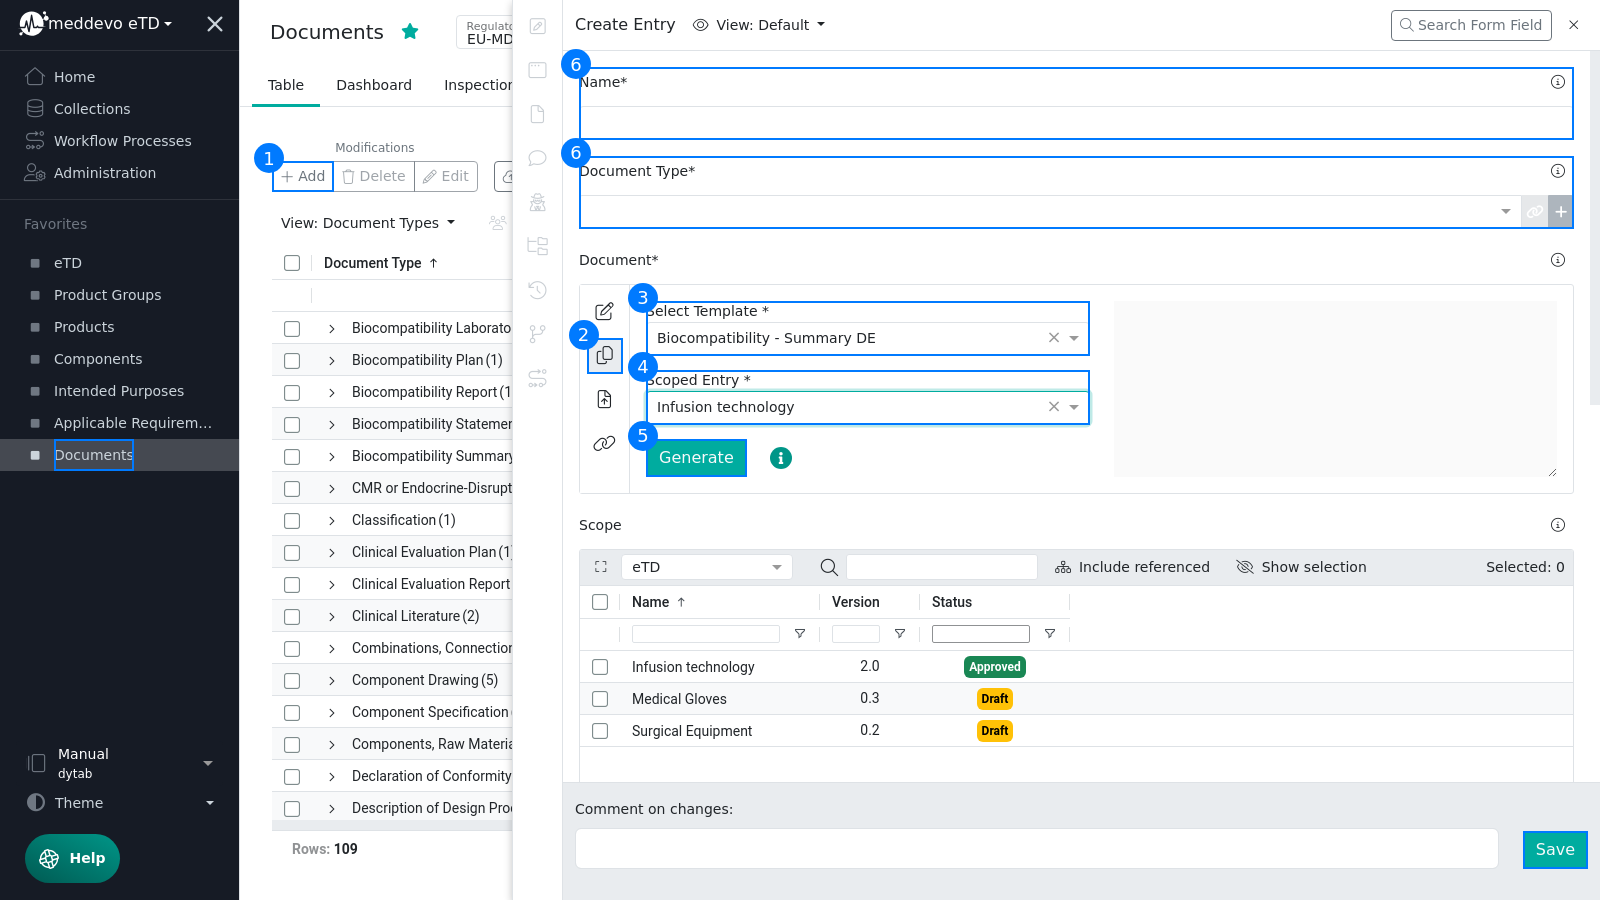 meddevo eTD
Home
Collections
Workflow Processes
Administration
Favorites
eTD
Product Groups
Products
Components
Intended Purposes
Applicable Requirem...
Documents
Manual
dytab
Theme
Help
Documents
Regulato
EU-MD
Table
Dashboard
Inspection
Modifications
1
Add
Delete
Edit
View: Document Types
Document Type
Biocompatibility Laborato
Biocompatibility Plan (1)
Biocompatibility Report (1
Biocompatibility Statemen
Biocompatibility Summary
CMR or Endocrine-Disrupt
Classification (1)
Clinical Evaluation Plan (1)
Clinical Evaluation Report
Clinical Literature (2)
Combinations, Connection
Component Drawing (5)
Component Specification
Components, Raw Materia
Declaration of Conformity
Description of Design Proc
Rows: 109
Create Entry
View: Default
Search Form Field
6
Name*
6
Document Type*
Document*
3
Select Template *
2
Biocompatibility - Summary DE
4
Scoped Entry *
Infusion technology
5
Generate
Scope
eTD
Include referenced
Show selection
Selected: 0
Name
Version
Status
Infusion technology 2.0 Approved
Medical Gloves 0.3 Draft
Surgical Equipment 0.2 Draft
Comment on changes:
Save